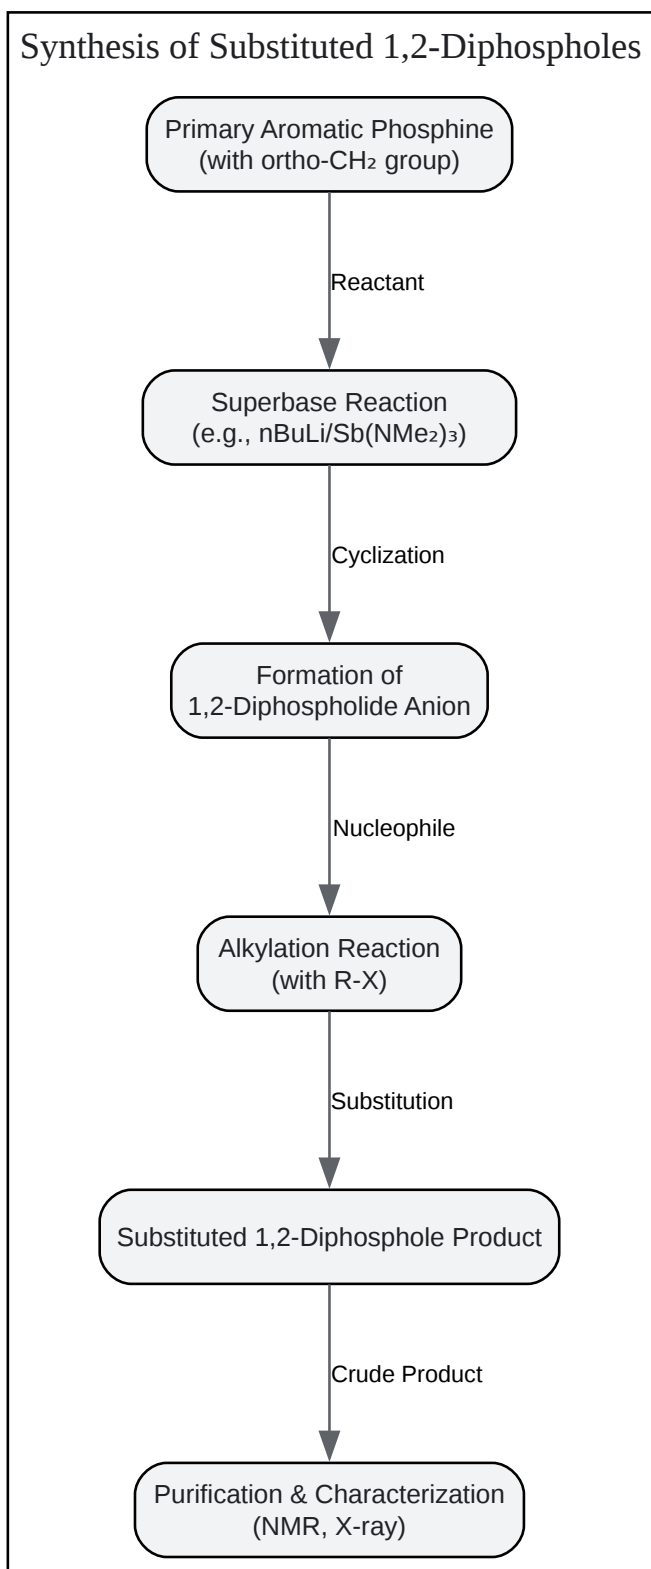 Synthesis of Substituted 1,2-Diphospholes
Primary Aromatic Phosphine
(with ortho-CH₂ group)
Reactant
Superbase Reaction
(e.g., nBuLi/Sb(NMe₂)₃)
Cyclization
Formation of
1,2-Diphospholide Anion
Nucleophile
Alkylation Reaction
(with R-X)
Substitution
Substituted 1,2-Diphosphole Product
Crude Product
Purification & Characterization
(NMR, X-ray)